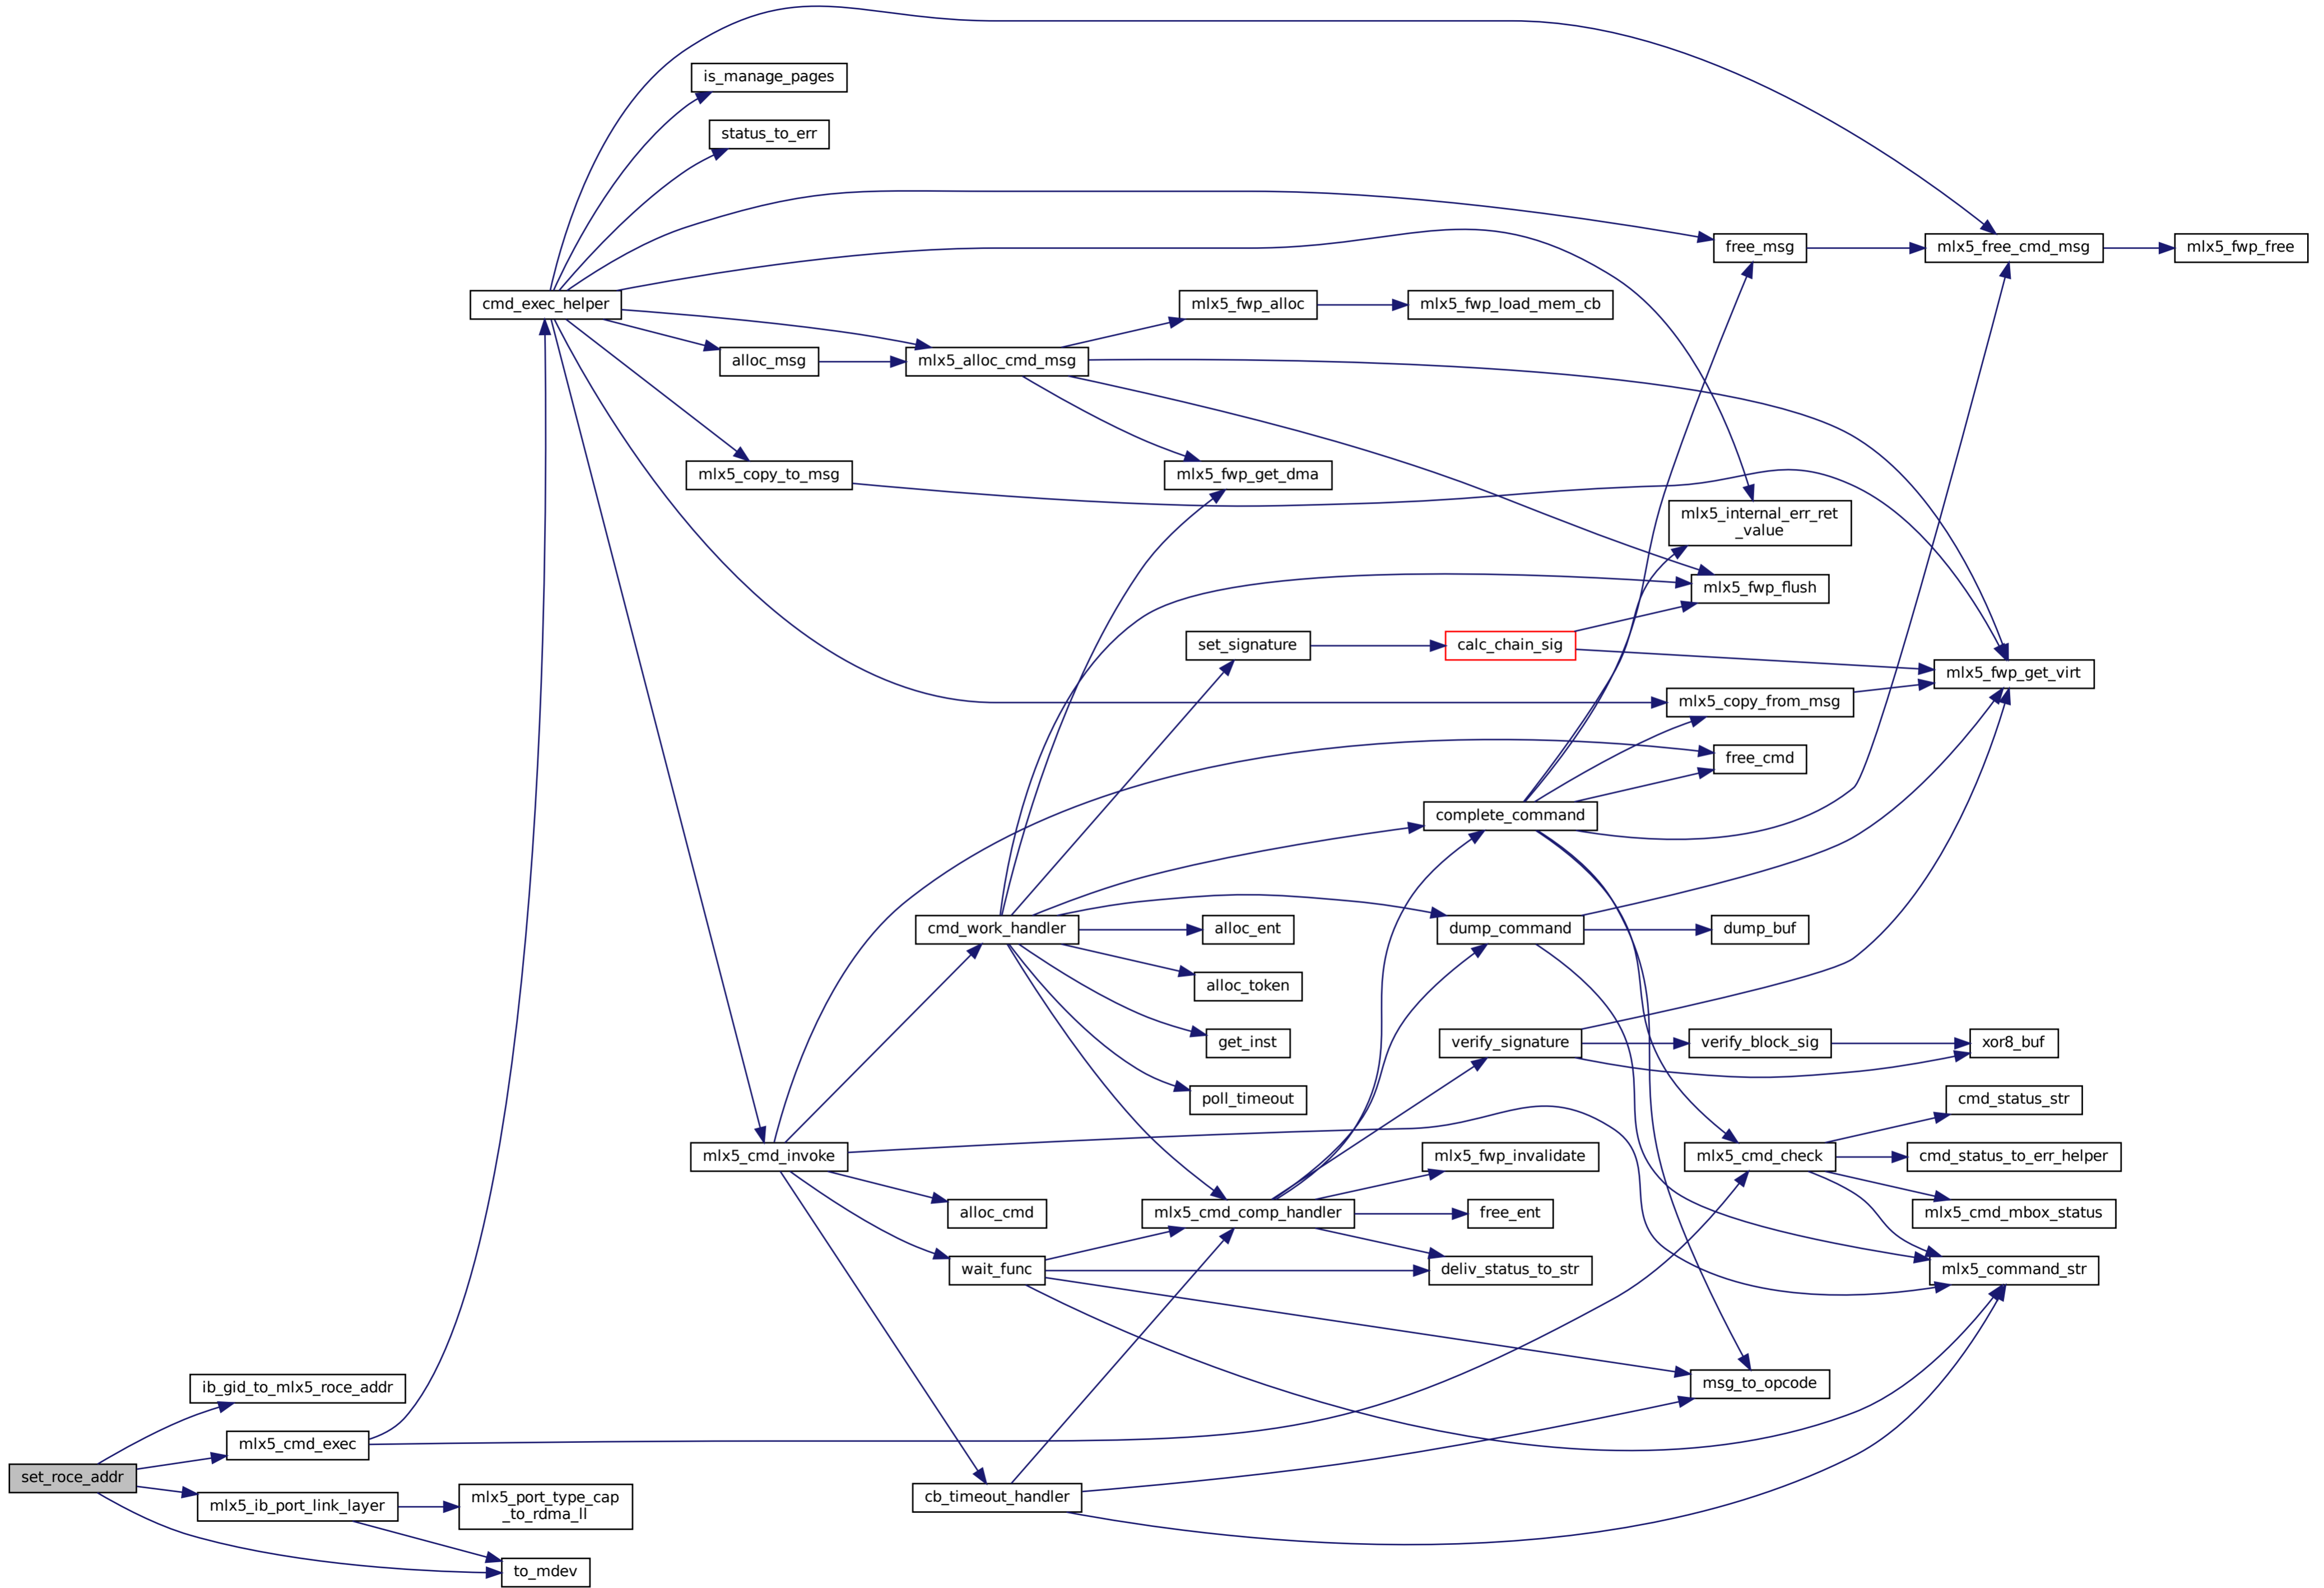 is_manage_pages
status_to_err
free_msg
mlx5_free_cmd_msg
mlx5_fwp_free
cmd_exec_helper
mlx5_fwp_alloc
mlx5_fwp_load_mem_cb
alloc_msg
mlx5_alloc_cmd_msg
mlx5_copy_to_msg
mlx5_fwp_get_dma
mlx5_internal_err_ret
_value
mlx5_fwp_flush
set_signature
calc_chain_sig
mlx5_fwp_get_virt
mlx5_copy_from_msg
free_cmd
complete_command
cmd_work_handler
alloc_ent
dump_command
dump_buf
alloc_token
get_inst
verify_signature
verify_block_sig
xor8_buf
poll_timeout
cmd_status_str
mlx5_cmd_invoke
mlx5_fwp_invalidate
mlx5_cmd_check
cmd_status_to_err_helper
alloc_cmd
mlx5_cmd_comp_handler
free_ent
mlx5_cmd_mbox_status
wait_func
deliv_status_to_str
mlx5_command_str
ib_gid_to_mlx5_roce_addr
msg_to_opcode
mlx5_cmd_exec
set_roce_addr
mlx5_ib_port_link_layer
mlx5_port_type_cap
_to_rdma_ll
cb_timeout_handler
to_mdev